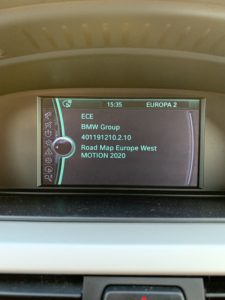 15:35 EUROPA 2
ECE
BMW Group
401191210.2.10
Road Map Europe West
MOTION 2020